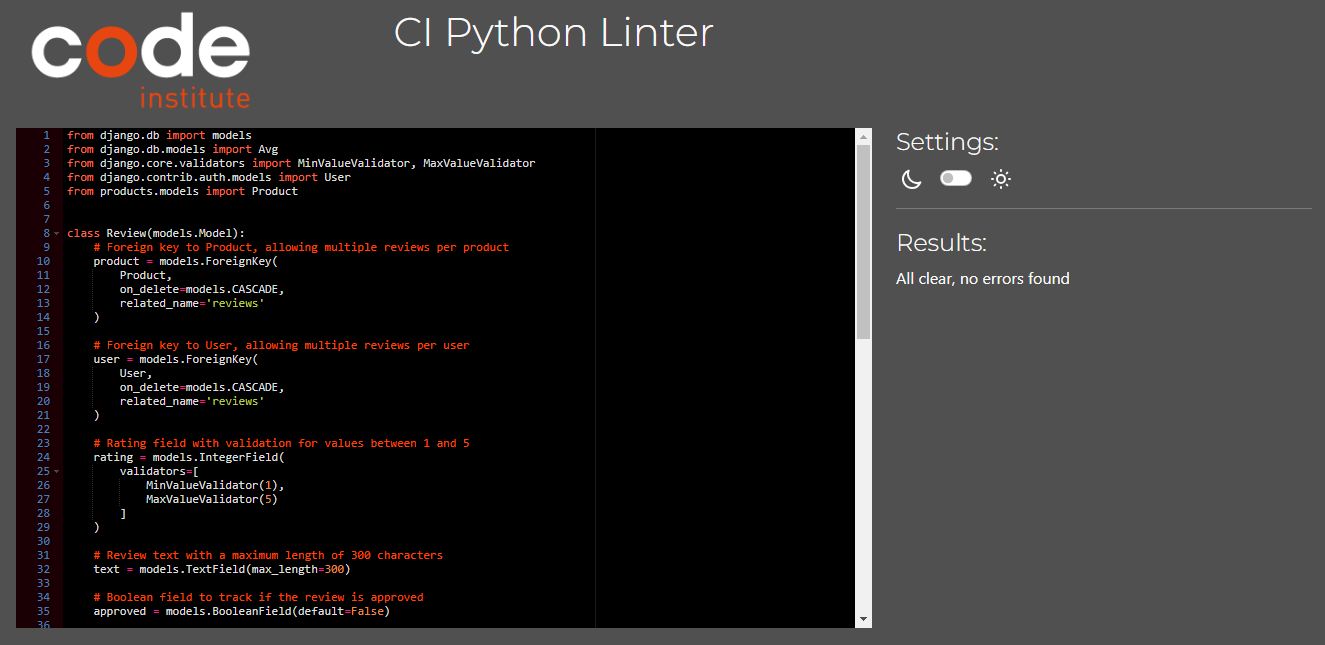 code
institute
CI Python Linter
1 from django.db import models
2 from django.db.models import Avg
3 from django.core.validators import MinValueValidator, MaxValueValidator
4 from django.contrib.auth.models import User
5 from products.models import Product
6
7
8 class Review(models.Model):
9     # Foreign key to Product, allowing multiple reviews per product
10     product = models.ForeignKey(
11         Product,
12         on_delete=models.CASCADE,
13         related_name='reviews'
14     )
15
16     # Foreign key to User, allowing multiple reviews per user
17     user = models.ForeignKey(
18         User,
19         on_delete=models.CASCADE,
20         related_name='reviews'
21     )
22
23     # Rating field with validation for values between 1 and 5
24     rating = models.IntegerField(
25         validators=[
26             MinValueValidator(1),
27             MaxValueValidator(5)
28         ]
29     )
30
31     # Review text with a maximum length of 300 characters
32     text = models.TextField(max_length=300)
33
34     # Boolean field to track if the review is approved
35     approved = models.BooleanField(default=False)
36
Settings:
Results:
All clear, no errors found